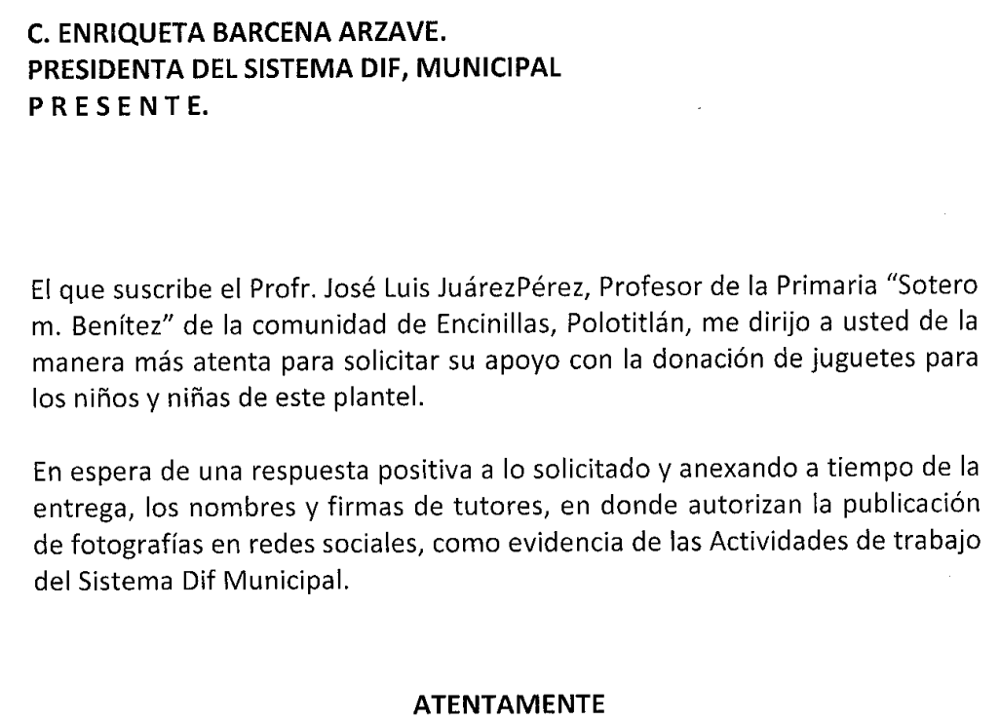 C. ENRIQUETA BARCENA ARZAVE.
PRESIDENTA DEL SISTEMA DIF, MUNICIPAL
P R E S E N T E.
El que suscribe el Profr. José Luis JuárezPérez, Profesor de la Primaria “Sotero
m. Benítez” de la comunidad de Encinillas, Polotitlán, me dirijo a usted de la
manera más atenta para solicitar su apoyo con la donación de juguetes para
los niños y niñas de este plantel.
En espera de una respuesta positiva a lo solicitado y anexando a tiempo de la
entrega, los nombres y firmas de tutores, en donde autorizan la publicación
de fotografías en redes sociales, como evidencia de las Actividades de trabajo
del Sistema Dif Municipal.
ATENTAMENTE